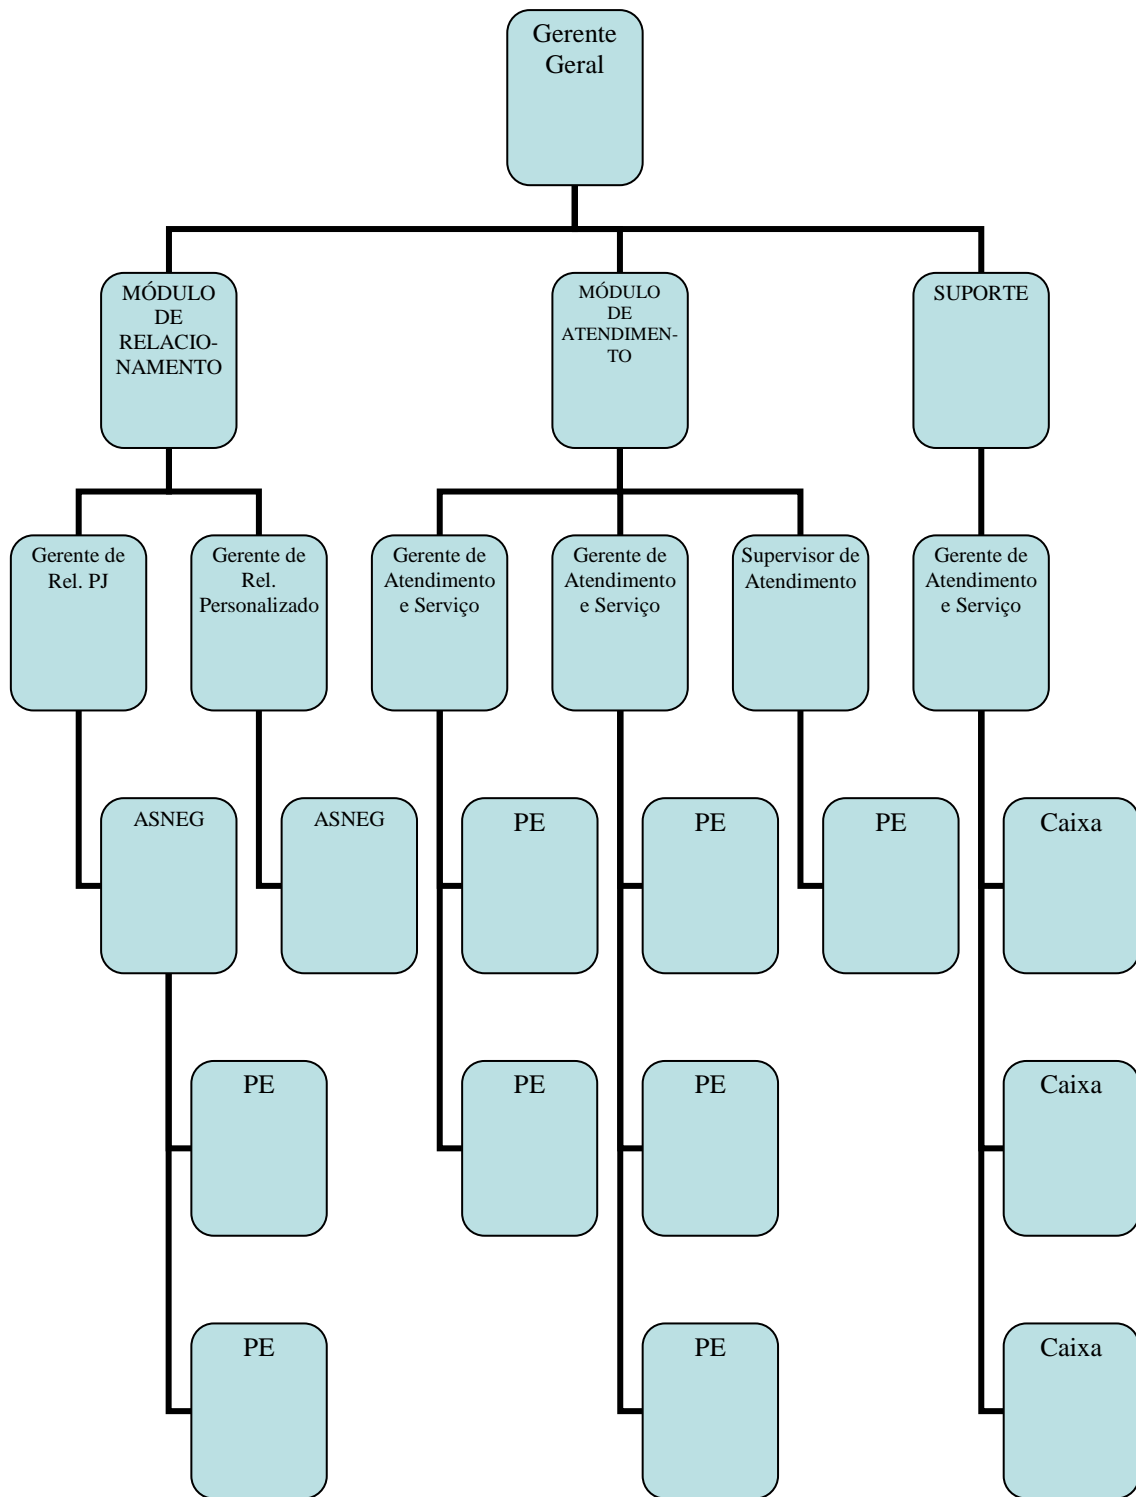 Gerente
Geral
MÓDULO
DE
RELACIO-
NAMENTO
MÓDULO
DE
ATENDIMEN-
TO
SUPORTE
Gerente de
Rel. PJ
Gerente de
Rel.
Personalizado
Gerente de
Atendimento
e Serviço
Gerente de
Atendimento
e Serviço
Supervisor de
Atendimento
Gerente de
Atendimento
e Serviço
ASNEG
ASNEG
PE
PE
PE
Caixa
PE
PE
PE
Caixa
PE
PE
Caixa